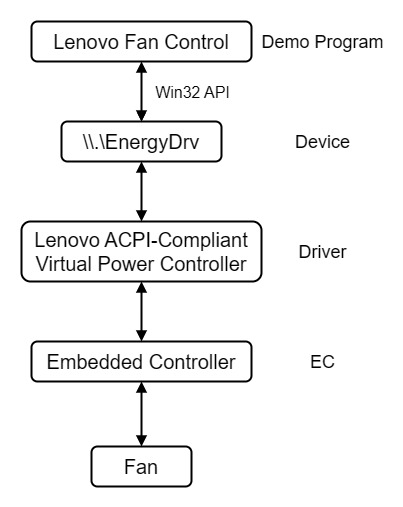 Lenovo Fan Control
Demo Program
Win32 API
\\.\EnergyDrv
Device
Lenovo ACPI-Compliant
Virtual Power Controller
Driver
Embedded Controller
EC
Fan